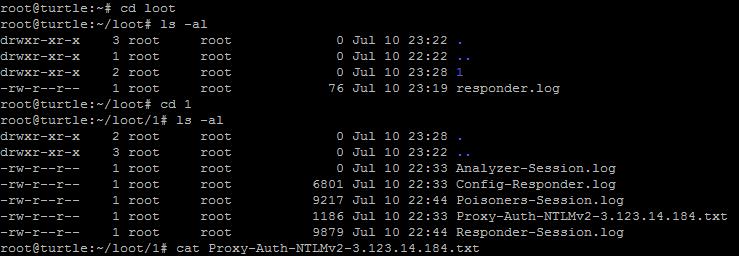 root@turtle:~# cd loot
root@turtle:~/loot# ls -al
drwxr-xr-x 3 root root 0 Jul 10 23:22 .
drwxr-xr-x 1 root root 0 Jul 10 22:22 ..
drwxr-xr-x 2 root root 0 Jul 10 23:28 1
-rw-r--r-- 1 root root 76 Jul 10 23:19 responder.log
root@turtle:~/loot# cd 1
root@turtle:~/loot/1# ls -al
drwxr-xr-x 2 root root 0 Jul 10 23:28 .
drwxr-xr-x 3 root root 0 Jul 10 23:22 ..
-rw-r--r-- 1 root root 0 Jul 10 22:33 Analyzer-Session.log
-rw-r--r-- 1 root root 6801 Jul 10 22:33 Config-Responder.log
-rw-r--r-- 1 root root 9217 Jul 10 22:44 Poisoners-Session.log
-rw-r--r-- 1 root root 1186 Jul 10 22:33 Proxy-Auth-NTLMv2-3.123.14.184.txt
-rw-r--r-- 1 root root 9879 Jul 10 22:44 Responder-Session.log
root@turtle:~/loot/1# cat Proxy-Auth-NTLMv2-3.123.14.184.txt